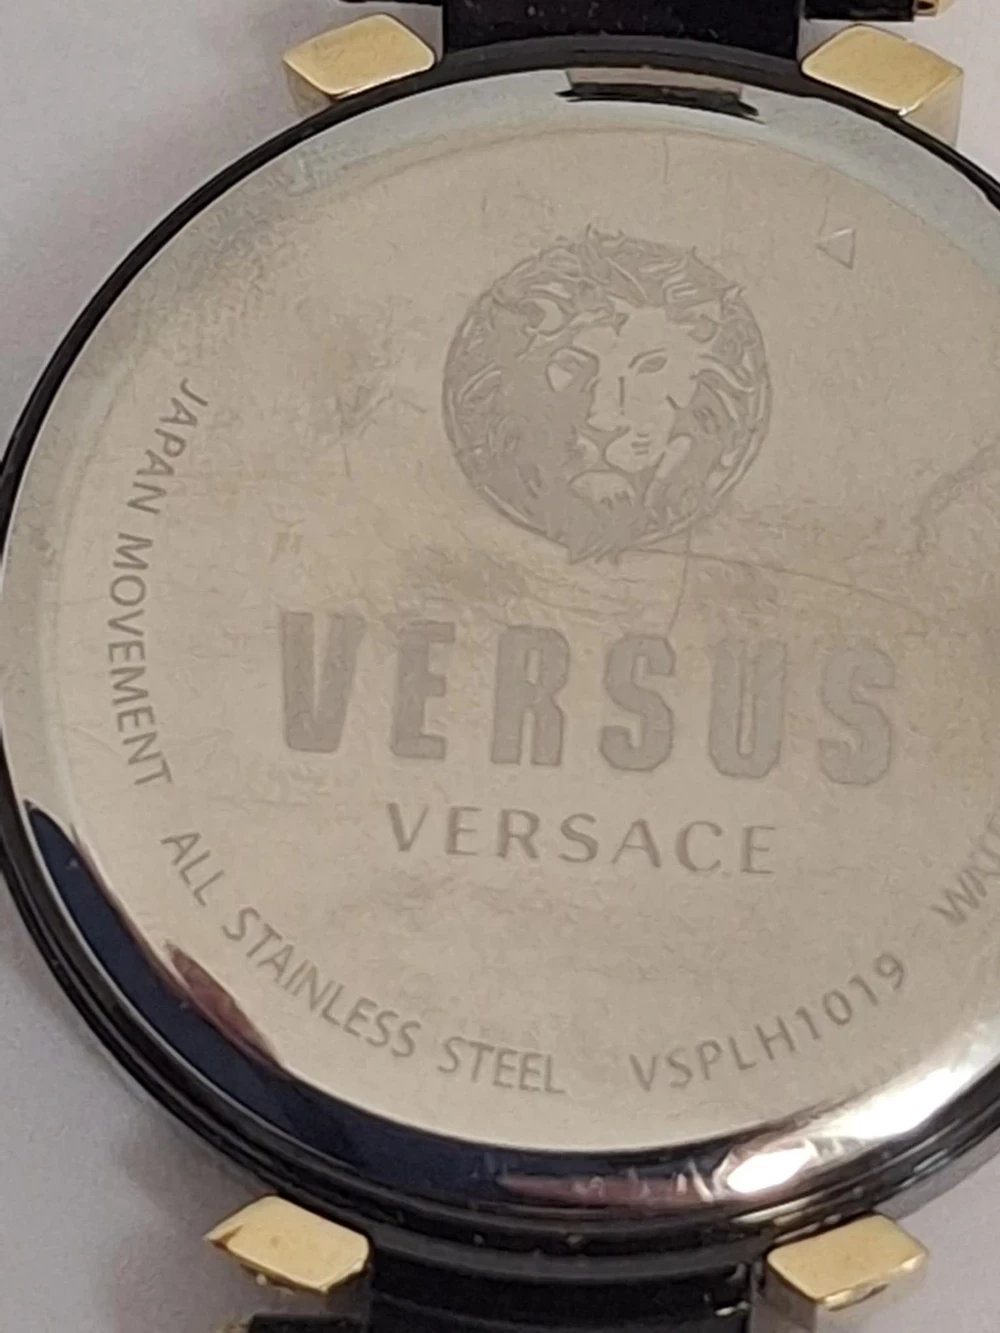 VERSUS
VERSACE
JAPAN MOVEMENT ALL STAINLESS STEEL VSPLH1019